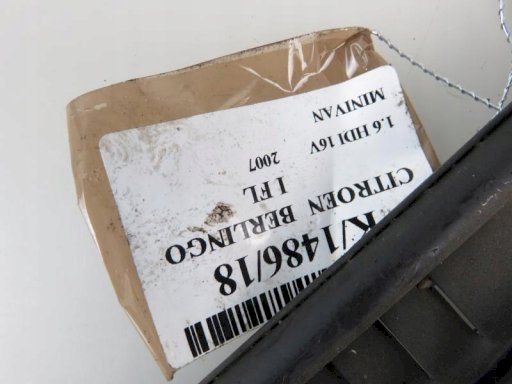 K/1486/18
CITROEN BERLINGO
I FL
2007
1.6 HDI 16V
MINIVAN